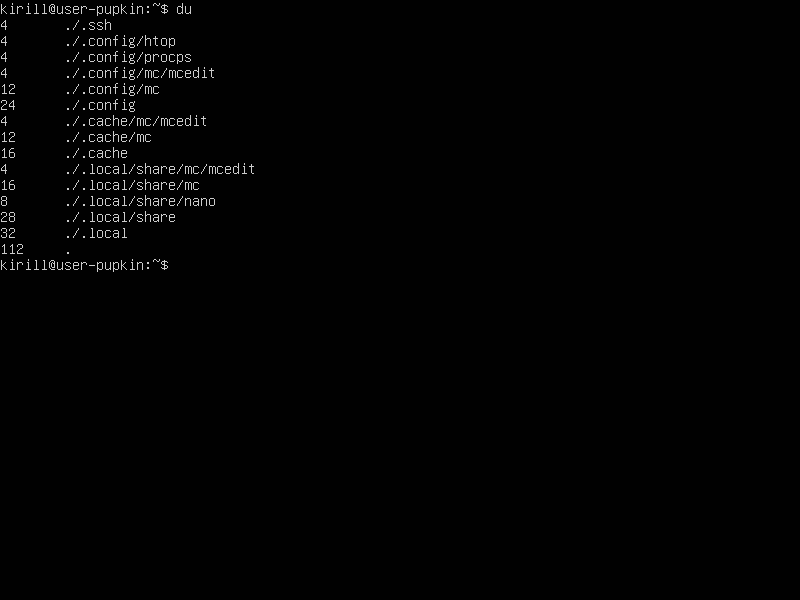 kirill@user-pupkin:~$ du
4       ./.ssh
4       ./.config/htop
4       ./.config/procps
4       ./.config/mc/mcedit
12      ./.config/mc
24      ./.config
4       ./.cache/mc/mcedit
12      ./.cache/mc
16      ./.cache
4       ./.local/share/mc/mcedit
16      ./.local/share/mc
8       ./.local/share/nano
28      ./.local/share
32      ./.local
112     .
kirill@user-pupkin:~$